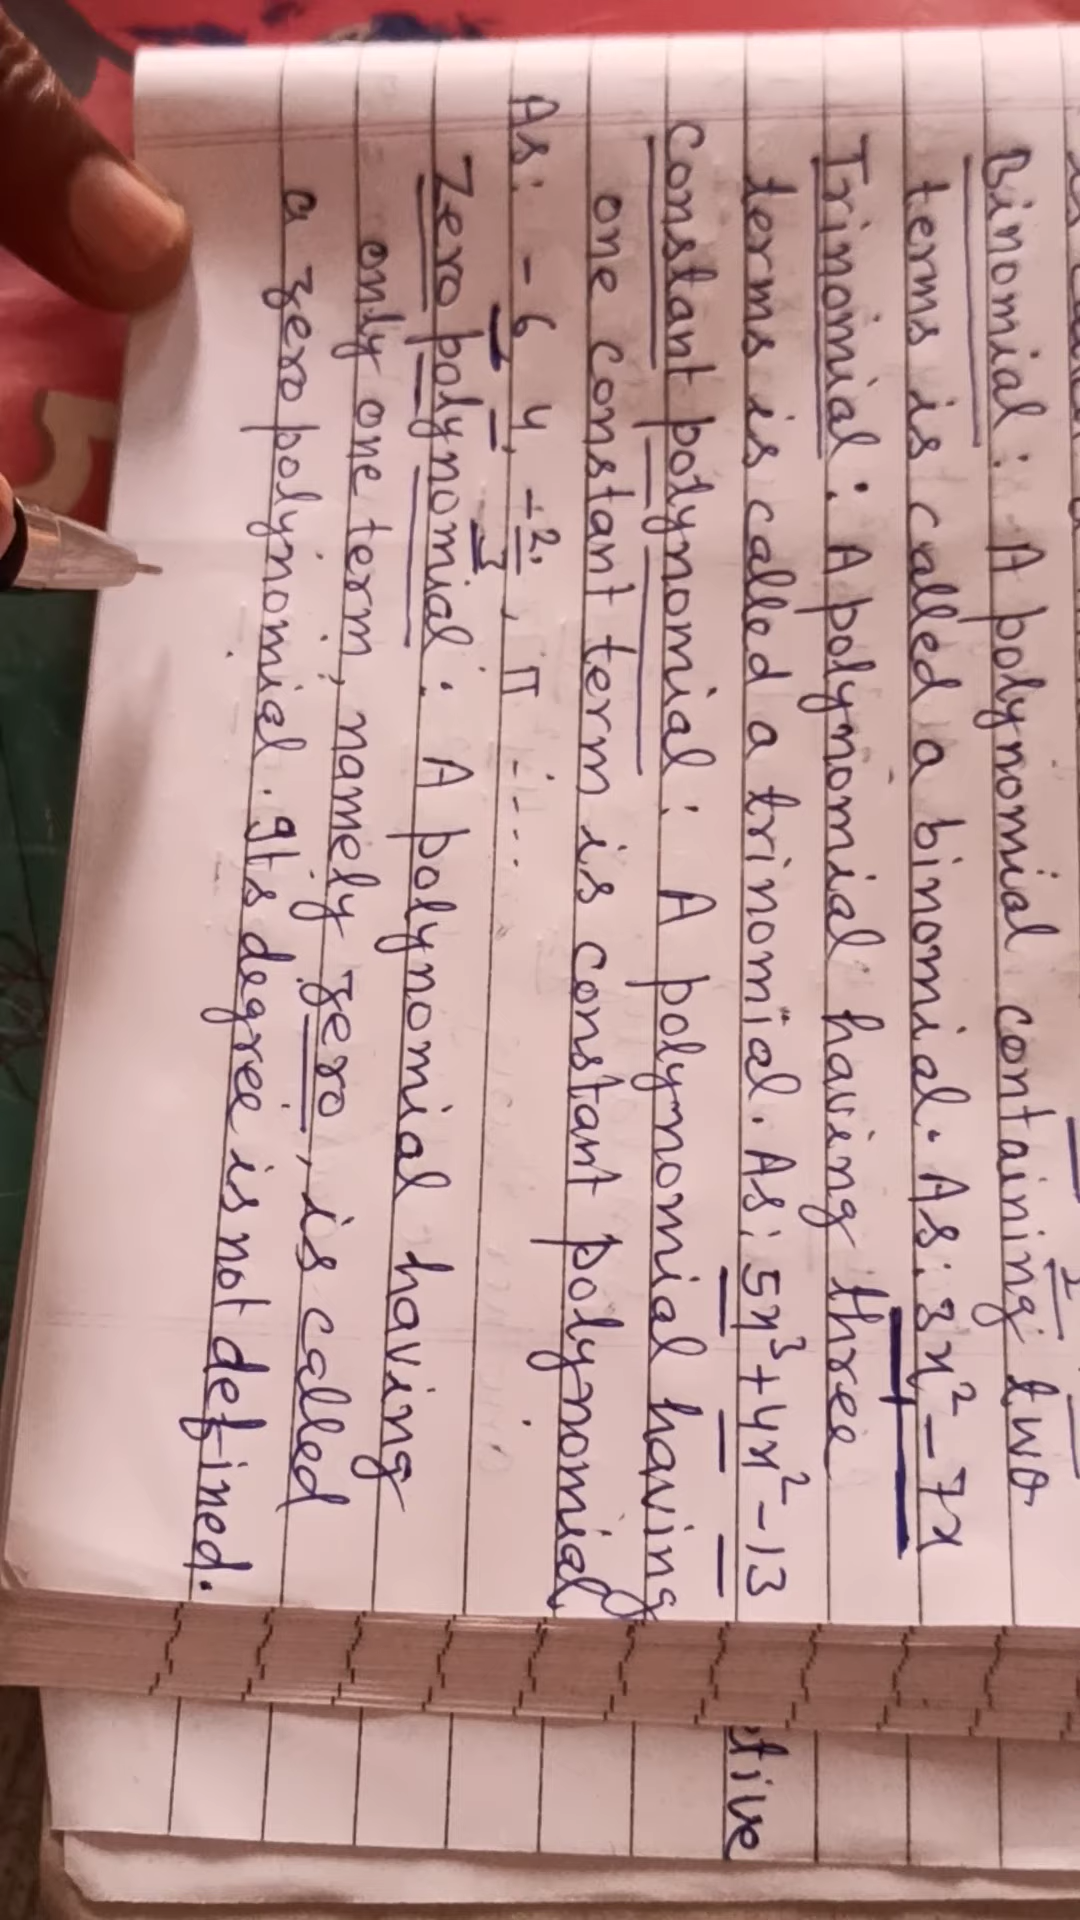 Binomial : A polynomial containing two
terms is called a binomial. As: 3x² - 7x
Trinomial : A polynomial having three
terms is called a trinomial. As: 5x³ + 4x² - 13
Constant polynomial : A polynomial having
one constant term is constant polynomial
As: - 6, 4, -2/3, π ....
Zero polynomial : A polynomial having
only one term, namely zero, is called
a zero polynomial. Its degree is not defined.
tive